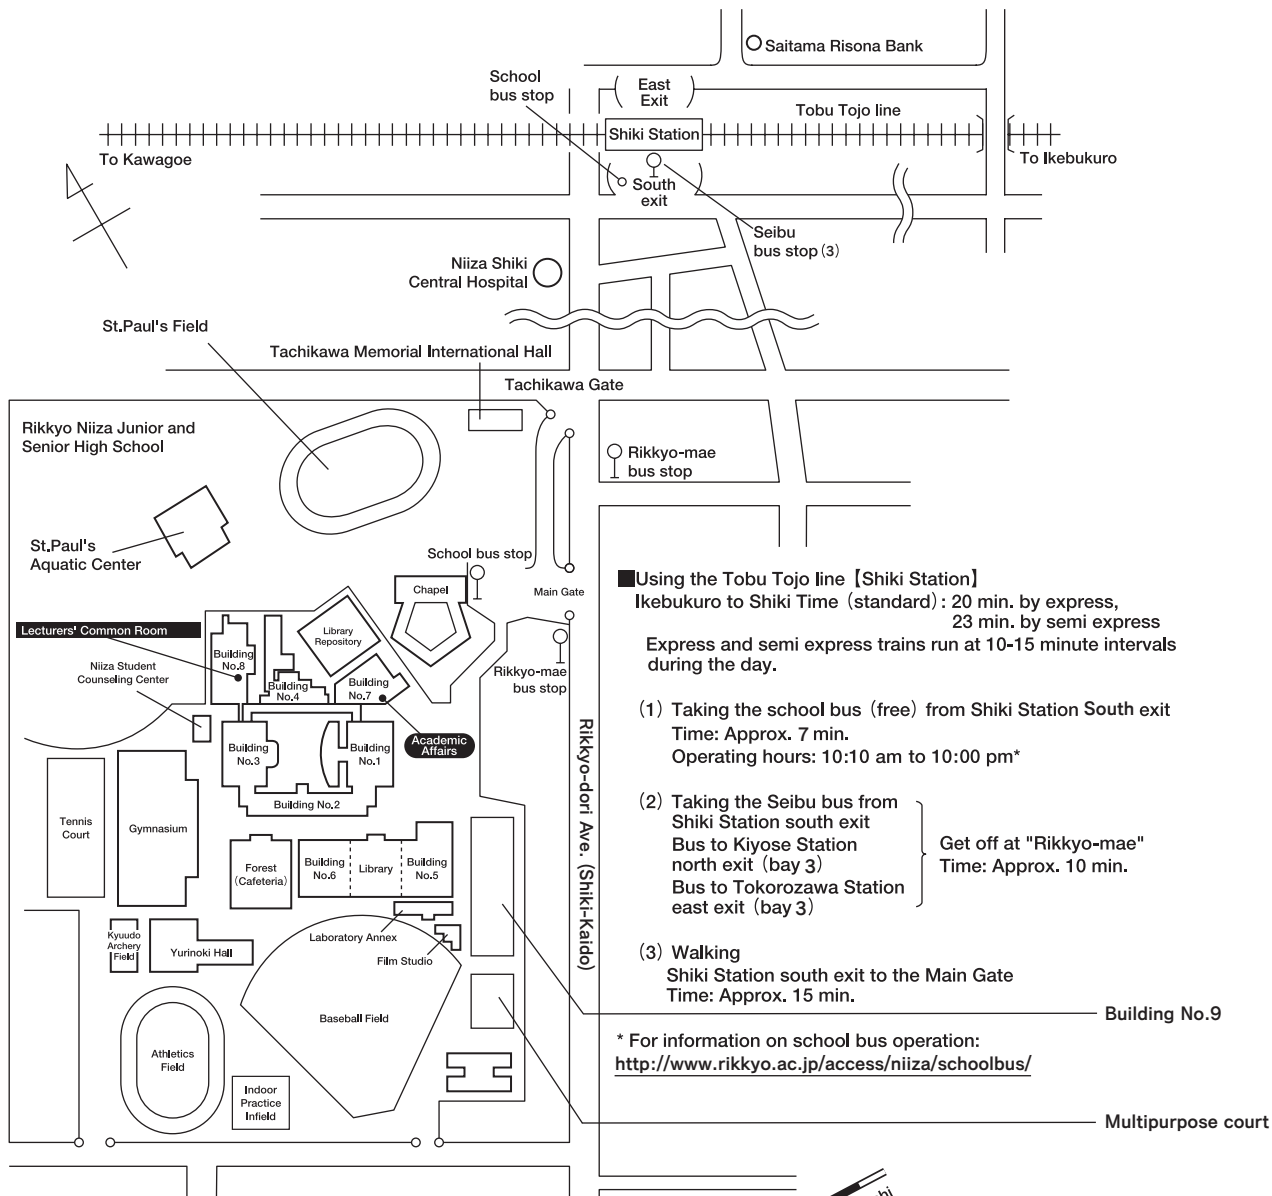 Saitama Risona Bank
School
bus stop
East
Exit
Tobu Tojo line
Shiki Station
To Kawagoe
To Ikebukuro
South
exit
Seibu
bus stop (3)
Niiza Shiki
Central Hospital
St.Paul's Field
Tachikawa Memorial International Hall
Tachikawa Gate
Rikkyo Niiza Junior and
Senior High School
Rikkyo-mae
bus stop
St.Paul's
Aquatic Center
School bus stop
Chapel
Main Gate
Lecturers' Common Room
Library
Repository
Building
No.8
Niiza Student
Counseling Center
Building
No.4
Building
No.7
Rikkyo-mae
bus stop
Academic
Affairs
Building
No.3
Building
No.1
Building No.2
Rikkyo-dori Ave. (Shiki-Kaido)
Tennis
Court
Gymnasium
Forest
(Cafeteria)
Building
No.6
Library
Building
No.5
Kyuudo
Archery
Field
Yurinoki Hall
Laboratory Annex
Film Studio
Baseball Field
Athletics
Field
Indoor
Practice
Infield
■Using the Tobu Tojo line【Shiki Station】
Ikebukuro to Shiki Time (standard): 20 min. by express,
23 min. by semi express
Express and semi express trains run at 10-15 minute intervals
during the day.
(1) Taking the school bus (free) from Shiki Station South exit
Time: Approx. 7 min.
Operating hours: 10:10 am to 10:00 pm*
(2) Taking the Seibu bus from
Shiki Station south exit
Bus to Kiyose Station
north exit (bay 3)
Bus to Tokorozawa Station
east exit (bay 3)
Get off at "Rikkyo-mae"
Time: Approx. 10 min.
(3) Walking
Shiki Station south exit to the Main Gate
Time: Approx. 15 min.
Building No.9
* For information on school bus operation:
http://www.rikkyo.ac.jp/access/niiza/schoolbus/
Multipurpose court